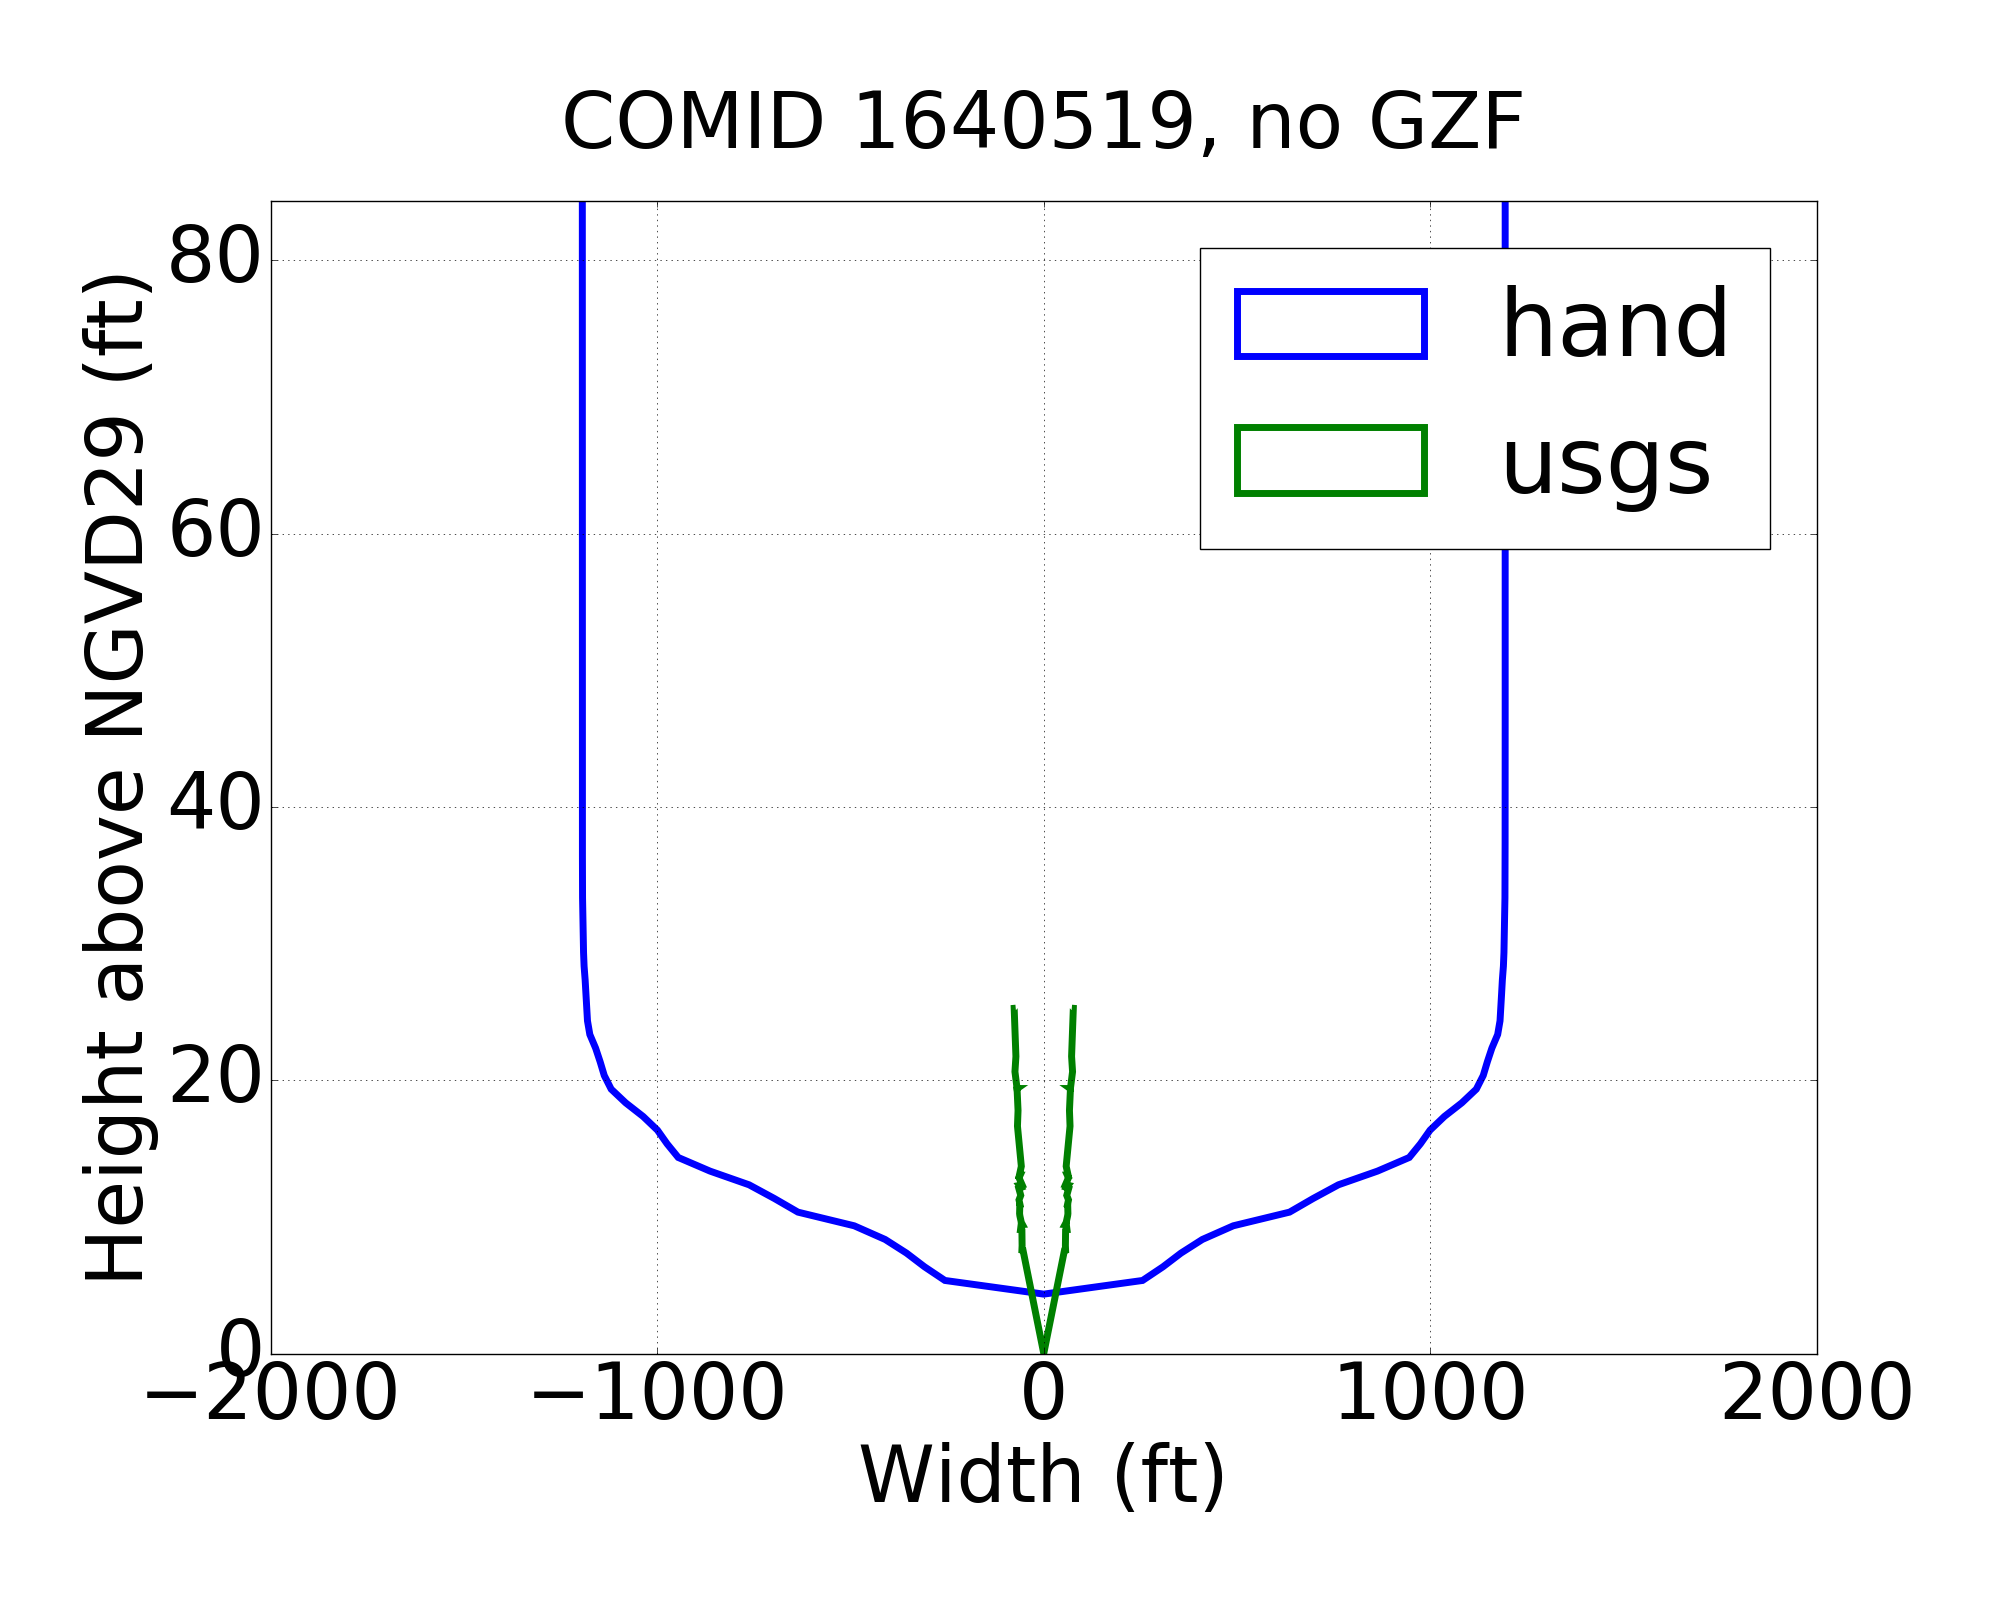 COMID 1640519, no GZF
Height above NGVD29 (ft)
80
60
40
20
0
hand
usgs
−2000
−1000
0
1000
2000
Width (ft)